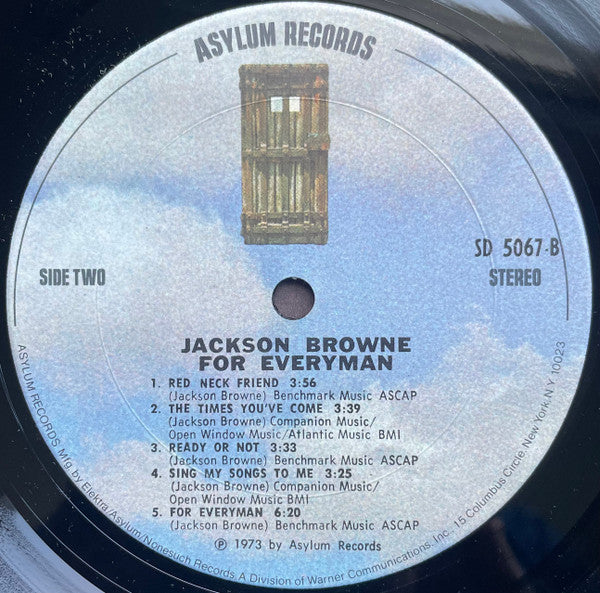 ASYLUM RECORDS
SD 5067-B
SIDE TWO
STEREO
JACKSON BROWNE
FOR EVERYMAN
1. RED NECK FRIEND 3:56
(Jackson Browne) Benchmark Music ASCAP
2. THE TIMES YOU'VE COME 3:39
(Jackson Browne) Companion Music/
Open Window Music/Atlantic Music BMI
3. READY OR NOT 3:33
(Jackson Browne) Benchmark Music ASCAP
4. SING MY SONGS TO ME 3:25
(Jackson Browne) Companion Music/
Open Window Music BMI
5. FOR EVERYMAN 6:20
(Jackson Browne) Benchmark Music ASCAP
℗ 1973 by Asylum Records
ASYLUM RECORDS Mfg. by Elektra/Asylum/Nonesuch Records A Division of Warner Communications, Inc. · 15 Columbus Circle, New York, N Y 10023